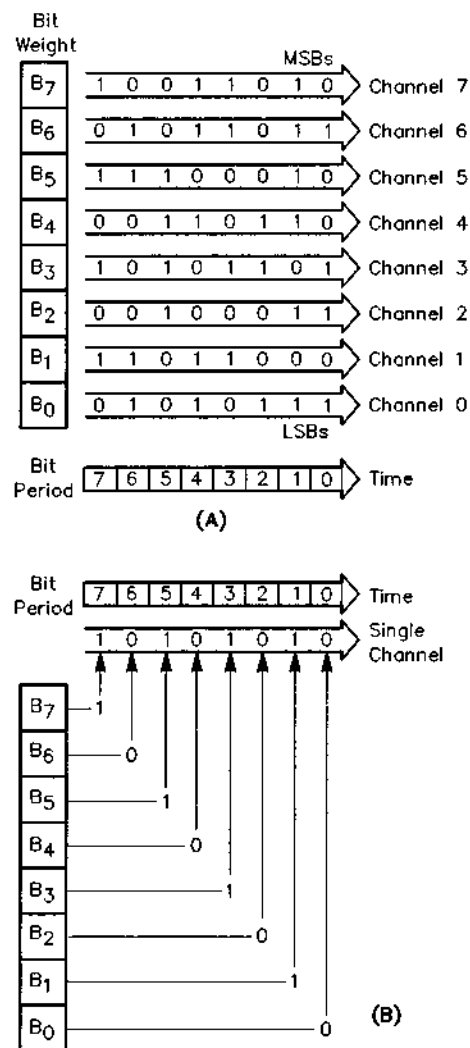 Bit
Weight
MSBs
B7 1 0 0 1 1 0 1 0 Channel 7
B6 0 1 0 1 1 0 1 1 Channel 6
B5 1 1 1 0 0 0 1 0 Channel 5
B4 0 0 1 1 0 1 1 0 Channel 4
B3 1 0 1 0 1 1 0 1 Channel 3
B2 0 0 1 0 0 0 1 1 Channel 2
B1 1 1 0 1 1 0 0 0 Channel 1
B0 0 1 0 1 0 1 1 1 Channel 0
LSBs
Bit
Period 7 6 5 4 3 2 1 0 Time
(A)
Bit
Period 7 6 5 4 3 2 1 0 Time
1 0 1 0 1 0 1 0 Single
Channel
B7 1
B6 0
B5 1
B4 0
B3 1
B2 0
B1 1
B0 0
(B)